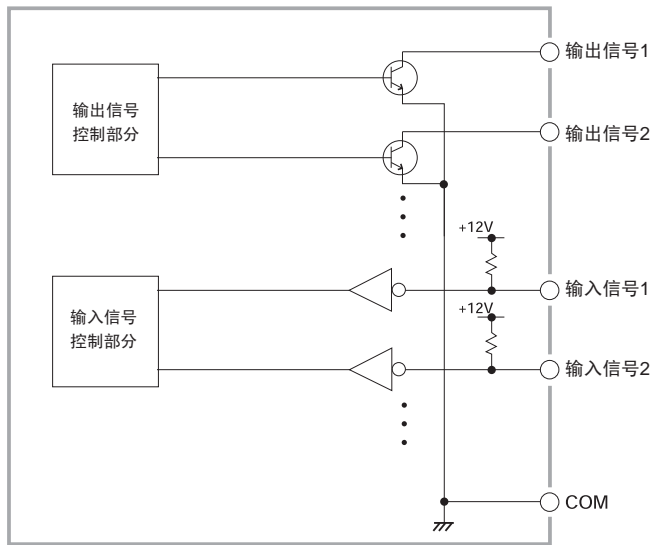 输出信号1
输出信号
控制部分
输出信号2
+12V
输入信号1
+12V
输入信号
控制部分
输入信号2
COM